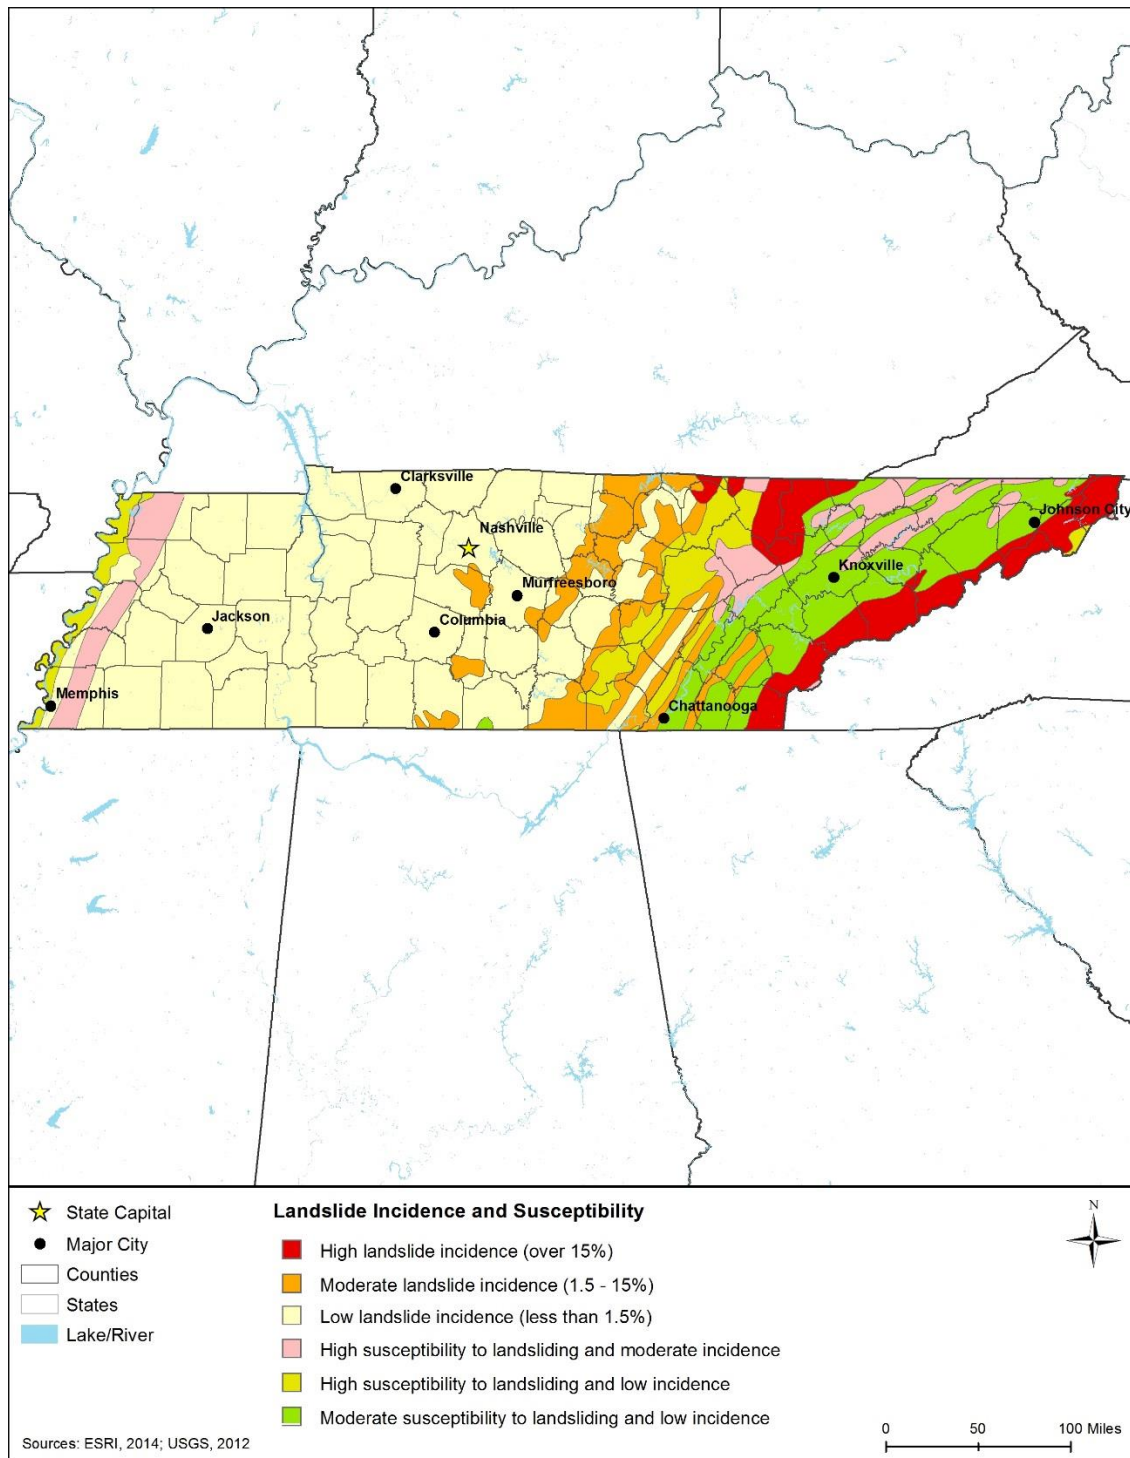 Clarksville
Nashville
Johnson City
Knoxville
Murfreesboro
Jackson
Columbia
Memphis
Chattanooga
State Capital
Major City
Counties
States
Lake/River
Landslide Incidence and Susceptibility
High landslide incidence (over 15%)
Moderate landslide incidence (1.5 - 15%)
Low landslide incidence (less than 1.5%)
High susceptibility to landsliding and moderate incidence
High susceptibility to landsliding and low incidence
Moderate susceptibility to landsliding and low incidence
N
0 50 100 Miles
Sources: ESRI, 2014; USGS, 2012